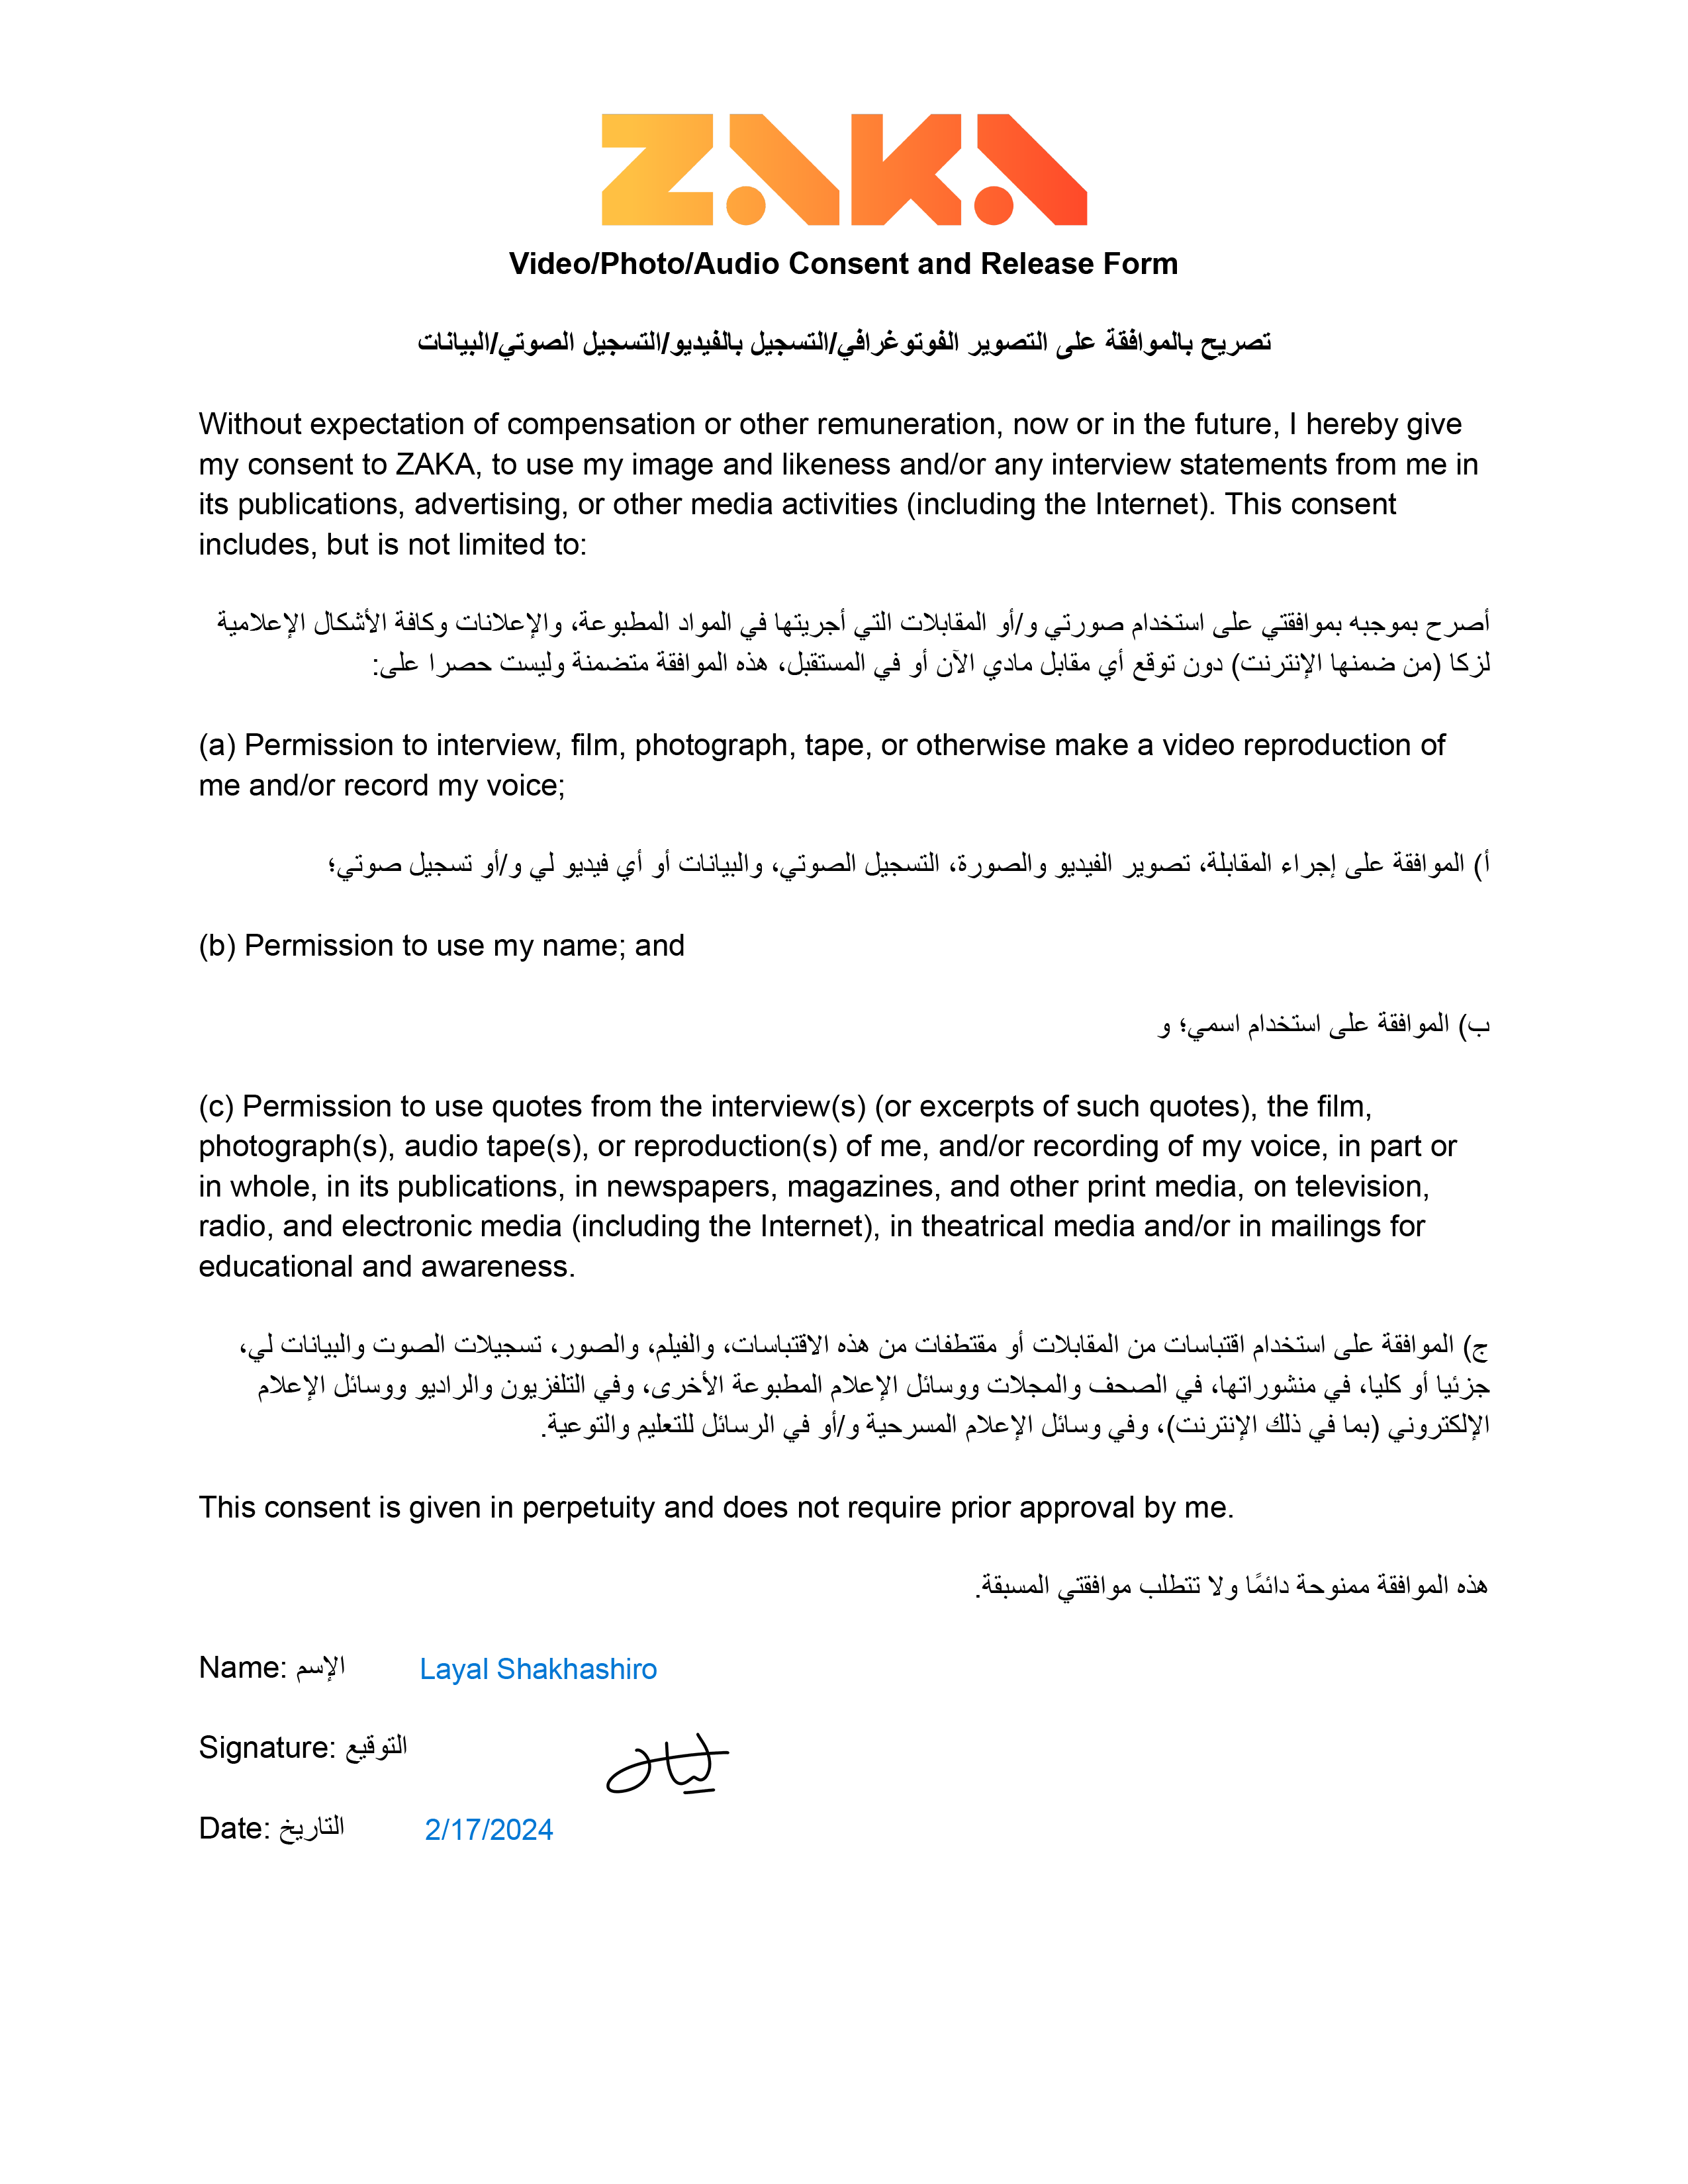 ZAKA
Video/Photo/Audio Consent and Release Form
تصريح بالموافقة على التصوير الفوتوغرافي/التسجيل بالفيديو/التسجيل الصوتي/البيانات
Without expectation of compensation or other remuneration, now or in the future, I hereby give
my consent to ZAKA, to use my image and likeness and/or any interview statements from me in
its publications, advertising, or other media activities (including the Internet). This consent
includes, but is not limited to:
أصرح بموجبه بموافقتي على استخدام صورتي و/أو المقابلات التي أجريتها في المواد المطبوعة، والإعلانات وكافة الأشكال الإعلامية
لزكا (من ضمنها الإنترنت) دون توقع أي مقابل مادي الآن أو في المستقبل، هذه الموافقة متضمنة وليست حصرا على:
(a) Permission to interview, film, photograph, tape, or otherwise make a video reproduction of
me and/or record my voice;
أ) الموافقة على إجراء المقابلة، تصوير الفيديو والصورة، التسجيل الصوتي، والبيانات أو أي فيديو لي و/أو تسجيل صوتي؛
(b) Permission to use my name; and
ب) الموافقة على استخدام اسمي؛ و
(c) Permission to use quotes from the interview(s) (or excerpts of such quotes), the film,
photograph(s), audio tape(s), or reproduction(s) of me, and/or recording of my voice, in part or
in whole, in its publications, in newspapers, magazines, and other print media, on television,
radio, and electronic media (including the Internet), in theatrical media and/or in mailings for
educational and awareness.
ج) الموافقة على استخدام اقتباسات من المقابلات أو مقتطفات من هذه الاقتباسات، والفيلم، والصور، تسجيلات الصوت والبيانات لي،
جزئيا أو كليا، في منشوراتها، في الصحف والمجلات ووسائل الإعلام المطبوعة الأخرى، وفي التلفزيون والراديو ووسائل الإعلام
الإلكتروني (بما في ذلك الإنترنت)، وفي وسائل الإعلام المسرحية و/أو في الرسائل للتعليم والتوعية.
This consent is given in perpetuity and does not require prior approval by me.
هذه الموافقة ممنوحة دائمًا ولا تتطلب موافقتي المسبقة.
Name: الإسم Layal Shakhashiro
Signature: التوقيع
Date: التاريخ 2/17/2024